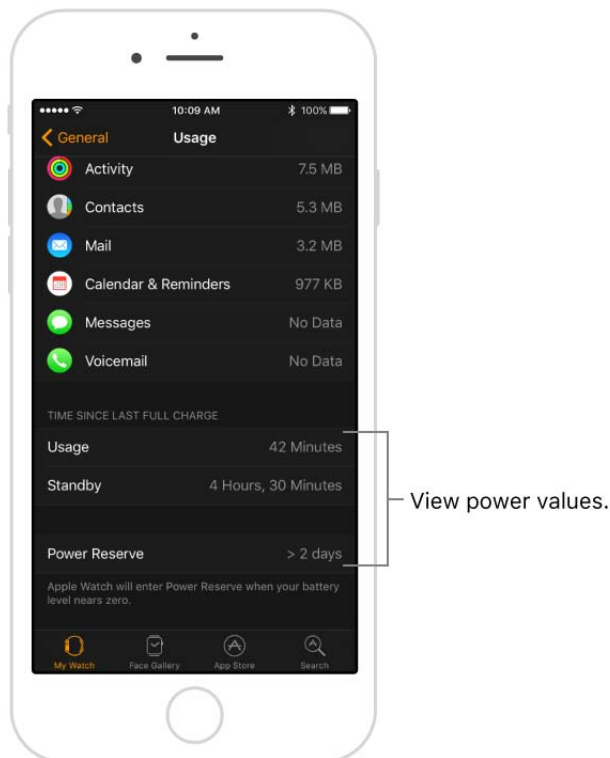 10:09 AM 100%
General Usage
Activity 7.5 MB
Contacts 5.3 MB
Mail 3.2 MB
Calendar & Reminders 977 KB
Messages No Data
Voicemail No Data
TIME SINCE LAST FULL CHARGE
Usage 42 Minutes
Standby 4 Hours, 30 Minutes
View power values.
Power Reserve > 2 days
Apple Watch will enter Power Reserve when your battery
level nears zero.
My Watch Face Gallery App Store Search